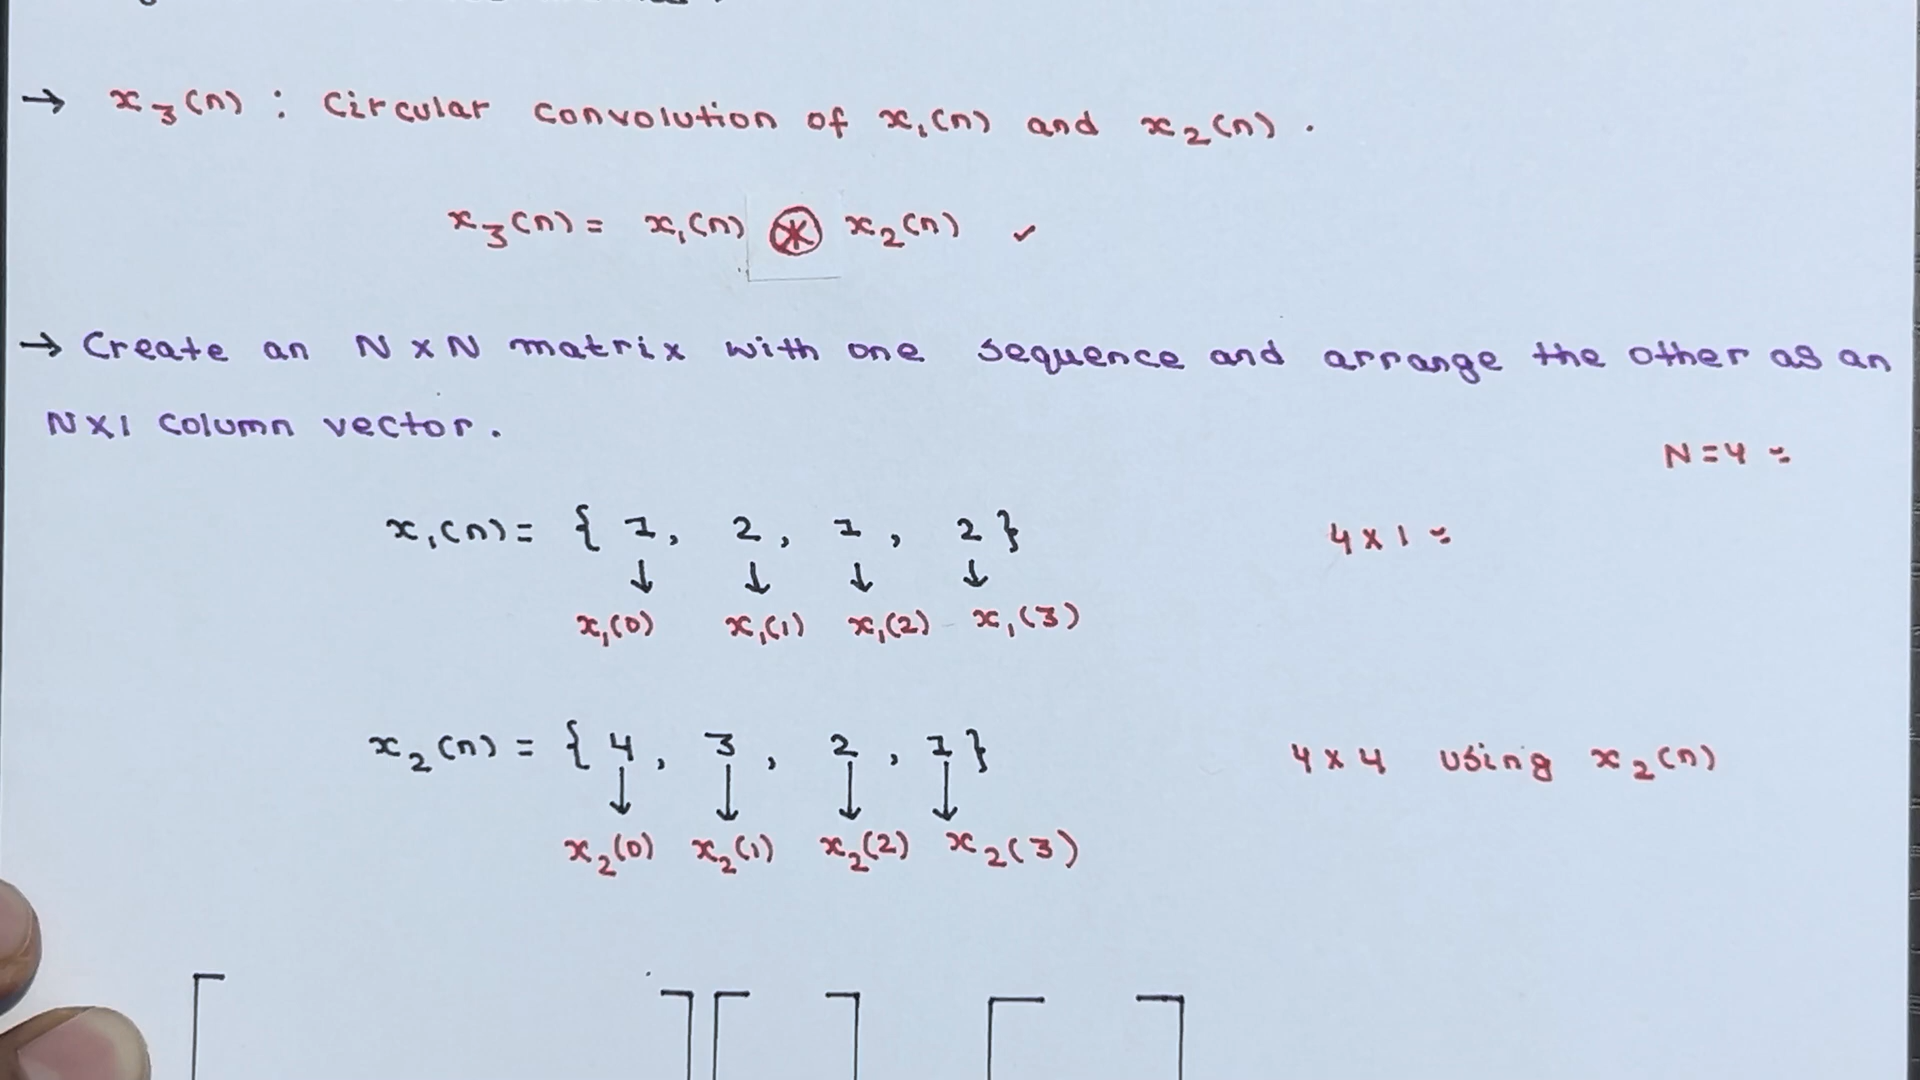 → x₃(n) : Circular convolution of x₁(n) and x₂(n) .
x₃(n) = x₁(n) ⊛ x₂(n) ✓
→ Create an N×N matrix with one sequence and arrange the other as an
N×1 column vector .
N=4
x₁(n) = { 1, 2, 1, 2 }
4×1
↓ ↓ ↓ ↓
x₁(0) x₁(1) x₁(2) x₁(3)
x₂(n) = { 4, 3, 2, 1 }
4×4 using x₂(n)
↓ ↓ ↓ ↓
x₂(0) x₂(1) x₂(2) x₂(3)